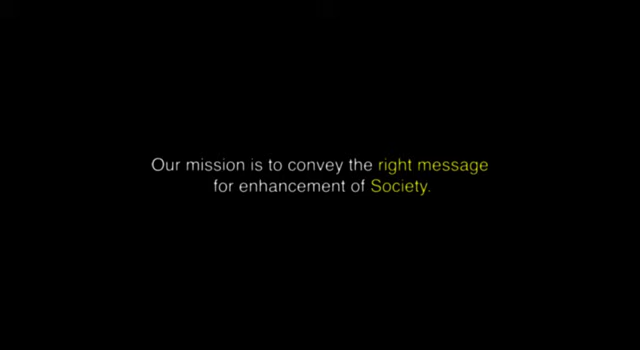 Our mission is to convey the right message
for enhancement of Society.